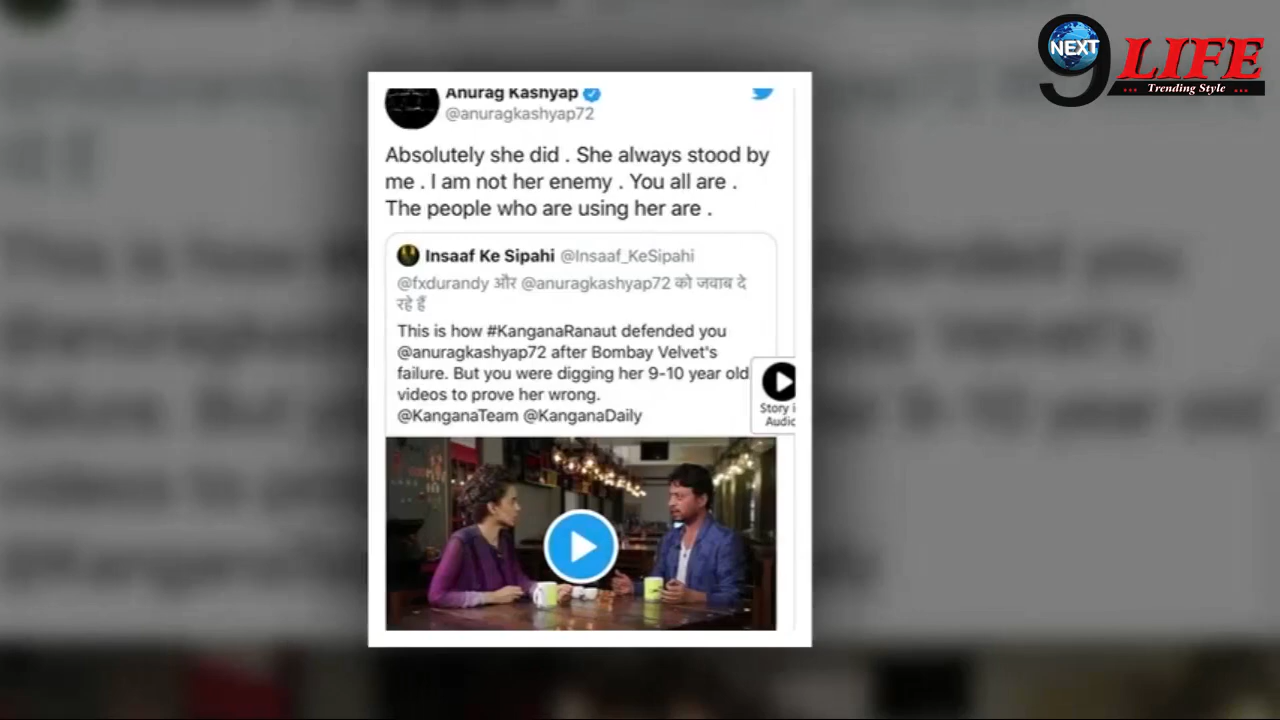 9
NEXT
LIFE
... Trending Style ...
Anurag Kashyap
@anuragkashyap72
Absolutely she did . She always stood by
me . I am not her enemy . You all are .
The people who are using her are .
Insaaf Ke Sipahi @Insaaf_KeSipahi
@fxdurandy और @anuragkashyap72 को जवाब दे
रहे हैं
This is how #KanganaRanaut defended you
@anuragkashyap72 after Bombay Velvet's
failure. But you were digging her 9-10 year old
videos to prove her wrong.
@KanganaTeam @KanganaDaily
Story i
Audio